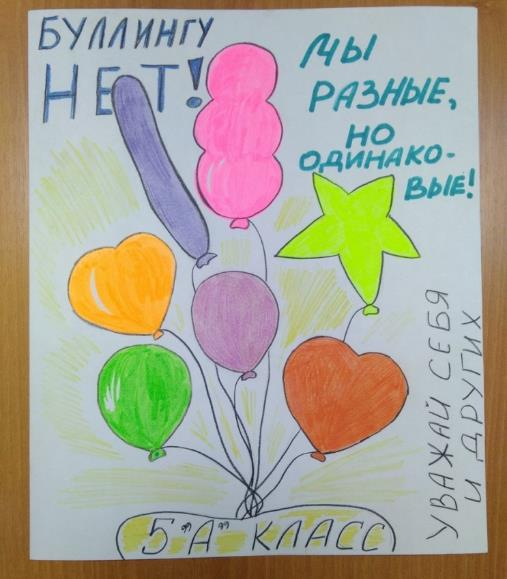 БУЛЛИНГУ
НЕТ!
МЫ
РАЗНЫЕ,
НО
ОДИНАКО-
ВЫЕ!
УВАЖАЙ СЕБЯ
И ДРУГИХ
5 "А" КЛАСС